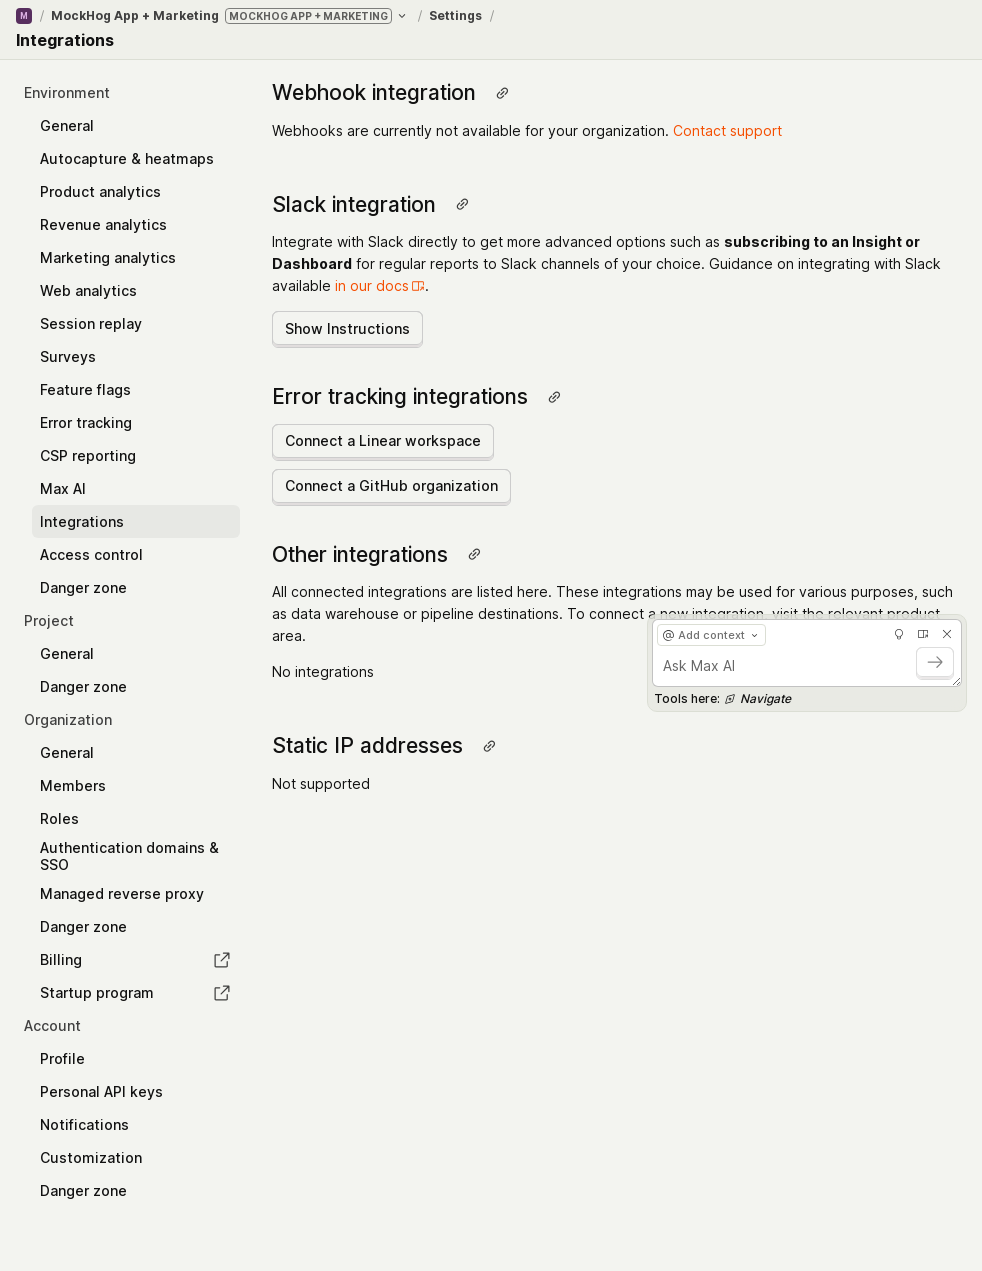 M / MockHog App + Marketing MOCKHOG APP + MARKETING / Settings /
Integrations
Environment
General
Autocapture & heatmaps
Product analytics
Revenue analytics
Marketing analytics
Web analytics
Session replay
Surveys
Feature flags
Error tracking
CSP reporting
Max AI
Integrations
Access control
Danger zone
Project
General
Danger zone
Organization
General
Members
Roles
Authentication domains &
SSO
Managed reverse proxy
Danger zone
Billing
Startup program
Account
Profile
Personal API keys
Notifications
Customization
Danger zone
Webhook integration
Webhooks are currently not available for your organization. Contact support
Slack integration
Integrate with Slack directly to get more advanced options such as subscribing to an Insight or
Dashboard for regular reports to Slack channels of your choice. Guidance on integrating with Slack
available in our docs.
Show Instructions
Error tracking integrations
Connect a Linear workspace
Connect a GitHub organization
Other integrations
All connected integrations are listed here. These integrations may be used for various purposes, such
as data warehouse or pipeline destinations. To connect a new integration, visit the relevant product
area.
No integrations
Static IP addresses
Not supported
@ Add context
Ask Max AI
Tools here: Navigate